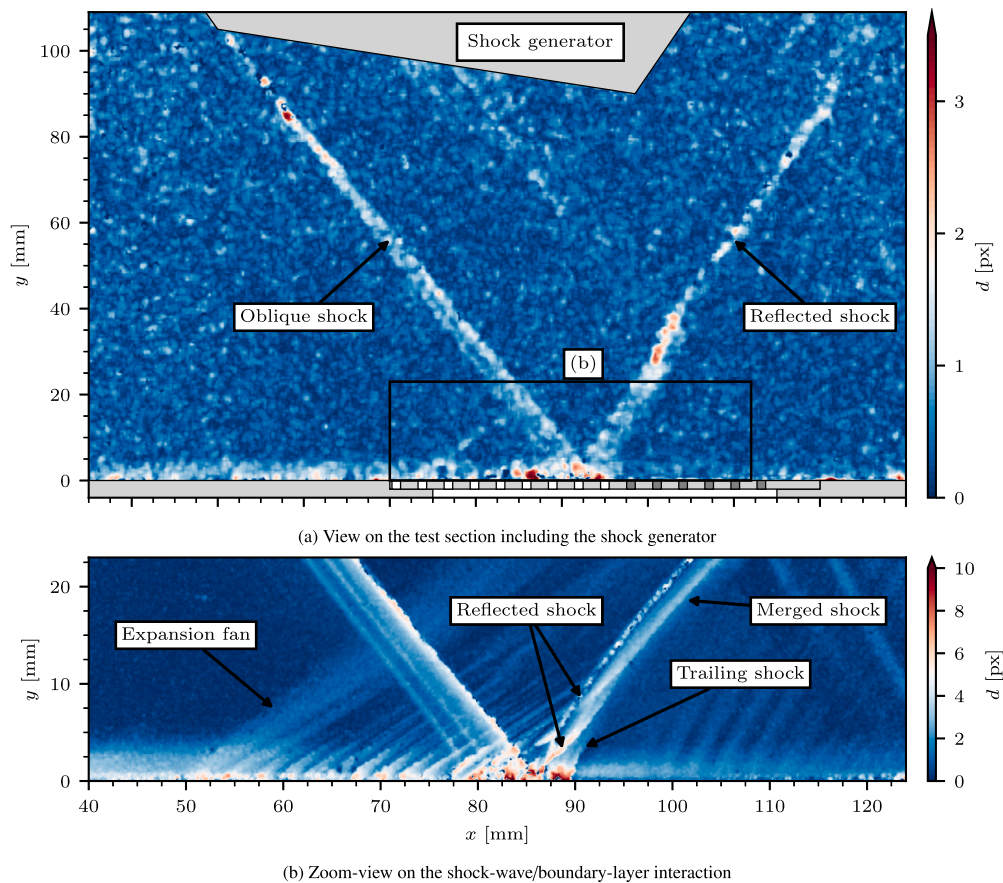 Shock generator
100
80
60
40
20
0
y [mm]
Oblique shock
Reflected shock
(b)
3
2
1
0
d [px]
(a) View on the test section including the shock generator
20
10
0
y [mm]
Expansion fan
Reflected shock
Merged shock
Trailing shock
10
8
6
4
2
0
d [px]
40 50 60 70 80 90 100 110 120
x [mm]
(b) Zoom-view on the shock-wave/boundary-layer interaction